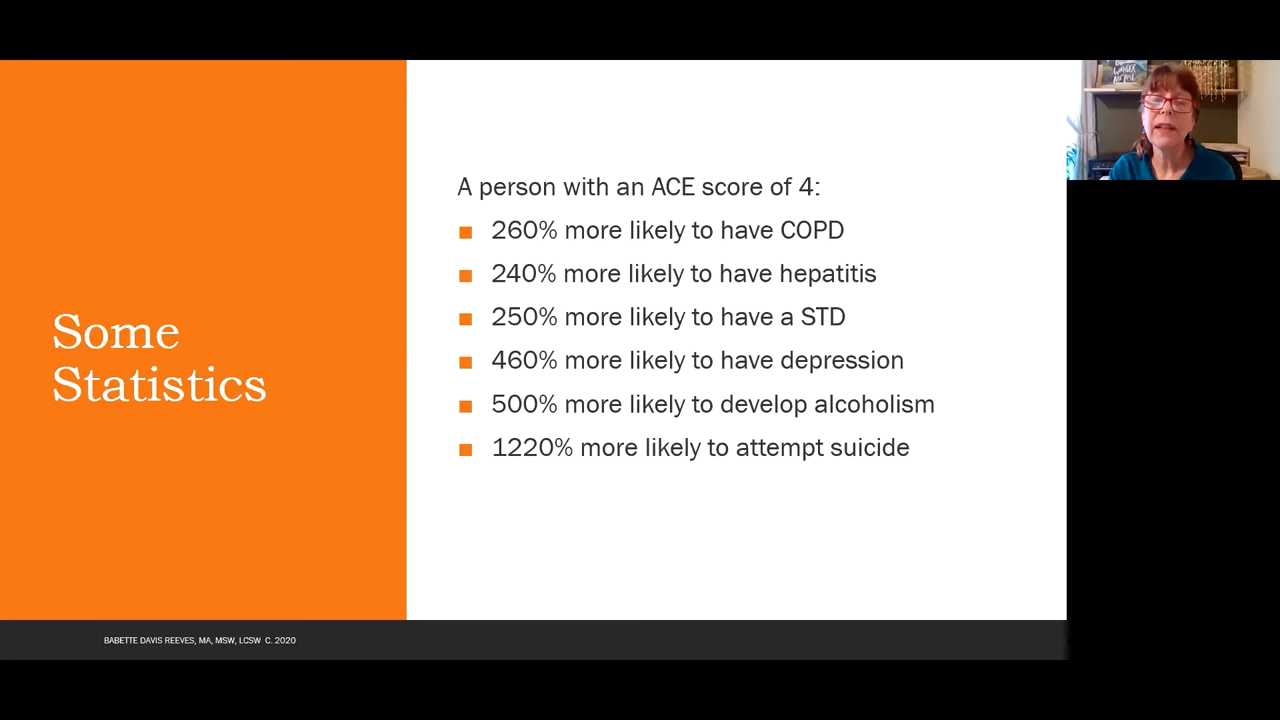 Some
Statistics
A person with an ACE score of 4:
260% more likely to have COPD
240% more likely to have hepatitis
250% more likely to have a STD
460% more likely to have depression
500% more likely to develop alcoholism
1220% more likely to attempt suicide
BABETTE DAVIS REEVES, MA, MSW, LCSW C. 2020